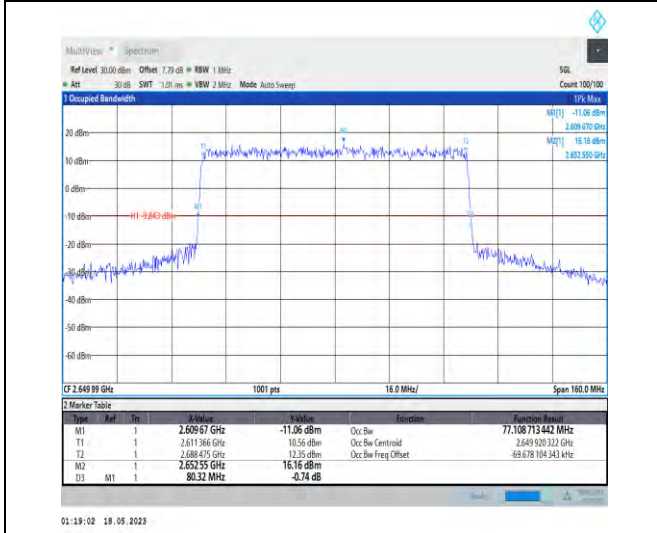 MultiView Spectrum
Ref Level 30.00 dBm Offset 7.79 dB RBW 1 MHz SGL
Att 30 dB SWT 1.01 ms VBW 2 MHz Mode Auto Sweep Count 100/100
1 Occupied Bandwidth 1Pk Max
M1[1] -11.06 dBm
2.609 670 GHz
20 dBm
M2[1] 16.16 dBm
2.652 550 GHz
M2
T1
T2
10 dBm
0 dBm
M1
-10 dBm
H1 -9.843 dBm
-20 dBm
-30 dBm
-40 dBm
-50 dBm
-60 dBm
CF 2.649 99 GHz 1001 pts 16.0 MHz/ Span 160.0 MHz
2 Marker Table
Type Ref Trc X-Value Y-Value Function Function Result
M1 1 2.609 67 GHz -11.06 dBm Occ Bw 77.108 713 442 MHz
T1 1 2.611 366 GHz 10.56 dBm Occ Bw Centroid 2.649 920 322 GHz
T2 1 2.688 475 GHz 12.35 dBm Occ Bw Freq Offset -69.678 104 343 kHz
M2 1 2.652 55 GHz 16.16 dBm
D3 M1 1 80.32 MHz -0.74 dB
01:19:02 18.05.2023